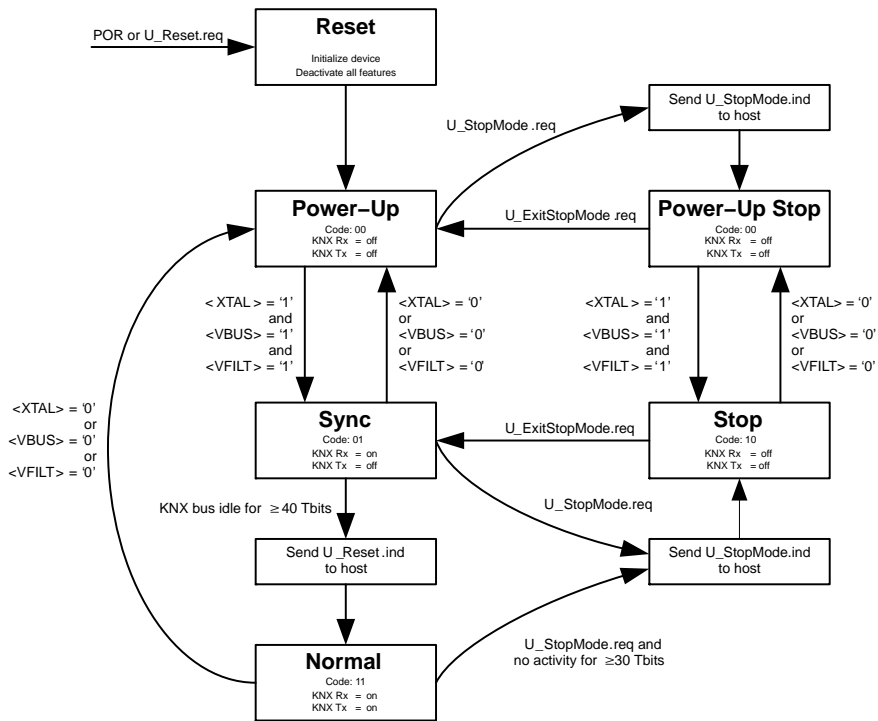 Reset
POR or U_Reset.req
Initialize device
Deactivate all features
Send U_StopMode.ind
to host
U_StopMode .req
Power–Up
Code: 00
KNX Rx = off
KNX Tx = off
U_ExitStopMode .req
Power–Up Stop
Code: 00
KNX Rx = off
KNX Tx = off
<XTAL> = '1'
and
<VBUS> = '1'
and
<VFILT> = '1'
<XTAL> = '0'
or
<VBUS> = '0'
or
<VFILT> = '0'
<XTAL> = '1'
and
<VBUS> = '1'
and
<VFILT> = '1'
<XTAL> = '0'
or
<VBUS> = '0'
or
<VFILT> = '0'
<XTAL> = '0'
or
<VBUS> = '0'
or
<VFILT> = '0'
Sync
Code: 01
KNX Rx = on
KNX Tx = off
U_ExitStopMode.req
Stop
Code: 10
KNX Rx = off
KNX Tx = off
KNX bus idle for ≥40 Tbits
U_StopMode.req
Send U_Reset.ind
to host
Send U_StopMode.ind
to host
Normal
Code: 11
KNX Rx = on
KNX Tx = on
U_StopMode.req and
no activity for ≥30 Tbits